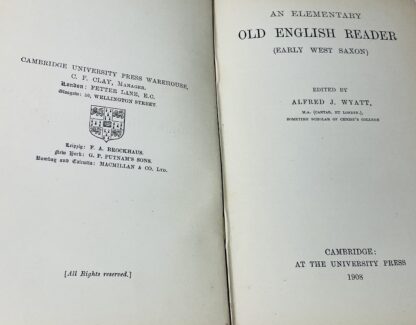 CAMBRIDGE UNIVERSITY PRESS WAREHOUSE,
C. F. CLAY, MANAGER.
London: FETTER LANE, E.C.
Glasgow: 50, WELLINGTON STREET.
Leipzig: F. A. BROCKHAUS.
New York: G. P. PUTNAM'S SONS.
Bombay and Calcutta: MACMILLAN & CO., LTD.
[All Rights reserved.]
AN ELEMENTARY
OLD ENGLISH READER
(EARLY WEST SAXON)
EDITED BY
ALFRED J. WYATT,
M.A. (CANTAB. ET LONDIN.),
SOMETIME SCHOLAR OF CHRIST'S COLLEGE
CAMBRIDGE:
AT THE UNIVERSITY PRESS
1908